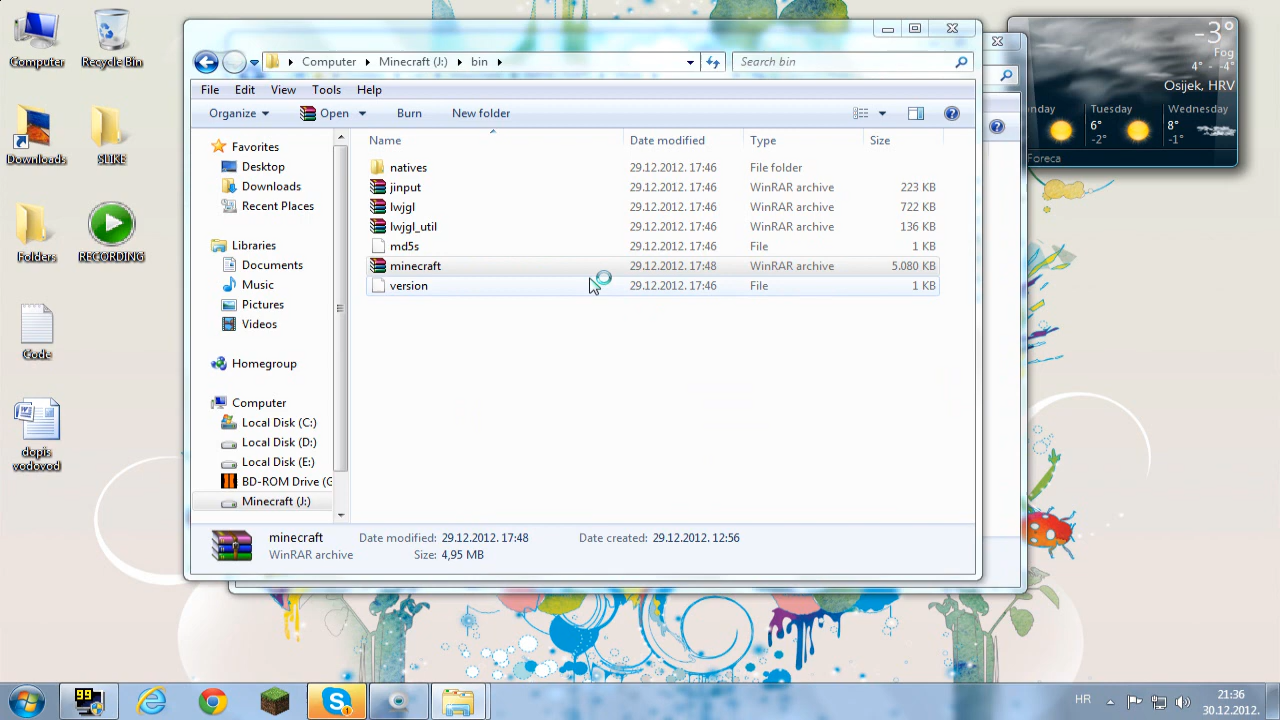 Computer
Recycle Bin
Downloads
SLIKE
Folders
RECORDING
Code
dopis
vodovod
Computer
Minecraft (J:)
bin
Search bin
File
Edit
View
Tools
Help
Organize
Open
Burn
New folder
Favorites
Desktop
Downloads
Recent Places
Libraries
Documents
Music
Pictures
Videos
Homegroup
Computer
Local Disk (C:)
Local Disk (D:)
Local Disk (E:)
BD-ROM Drive (G
Minecraft (J:)
Name Date modified Type Size
natives 29.12.2012. 17:46 File folder
jinput 29.12.2012. 17:46 WinRAR archive 223 KB
lwjgl 29.12.2012. 17:46 WinRAR archive 722 KB
lwjgl_util 29.12.2012. 17:46 WinRAR archive 136 KB
md5s 29.12.2012. 17:46 File 1 KB
minecraft 29.12.2012. 17:48 WinRAR archive 5.080 KB
version 29.12.2012. 17:46 File 1 KB
minecraft Date modified: 29.12.2012. 17:48 Date created: 22.12.2012. 12:56
WinRAR archive Size: 4,95 MB
-3°
Fog
4° - -4°
Osijek, HRV
nday Tuesday Wednesday
6° 8°
-2° -1°
Foreca
99
HR
21:36
30.12.2012.